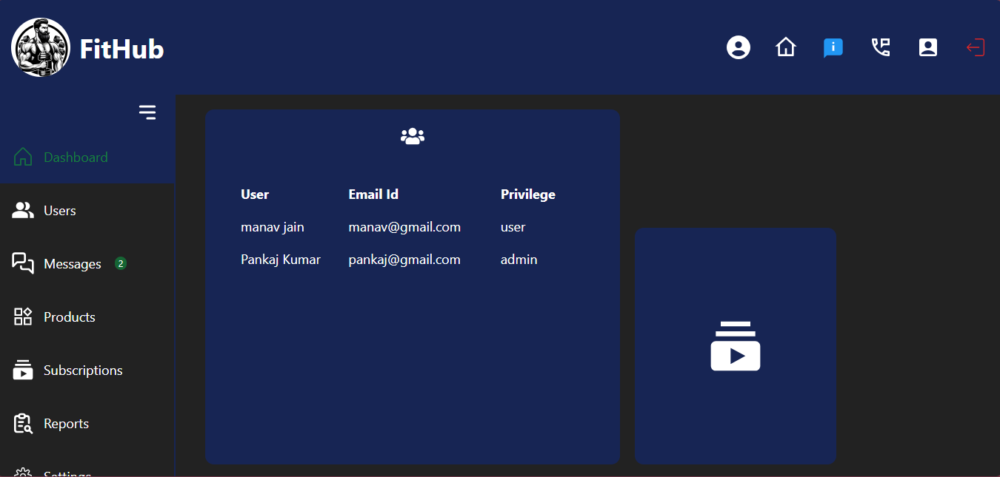 FitHub
Dashboard
Users
Messages 2
Products
Subscriptions
Reports
Settings
User Email Id Privilege
manav jain manav@gmail.com user
Pankaj Kumar pankaj@gmail.com admin